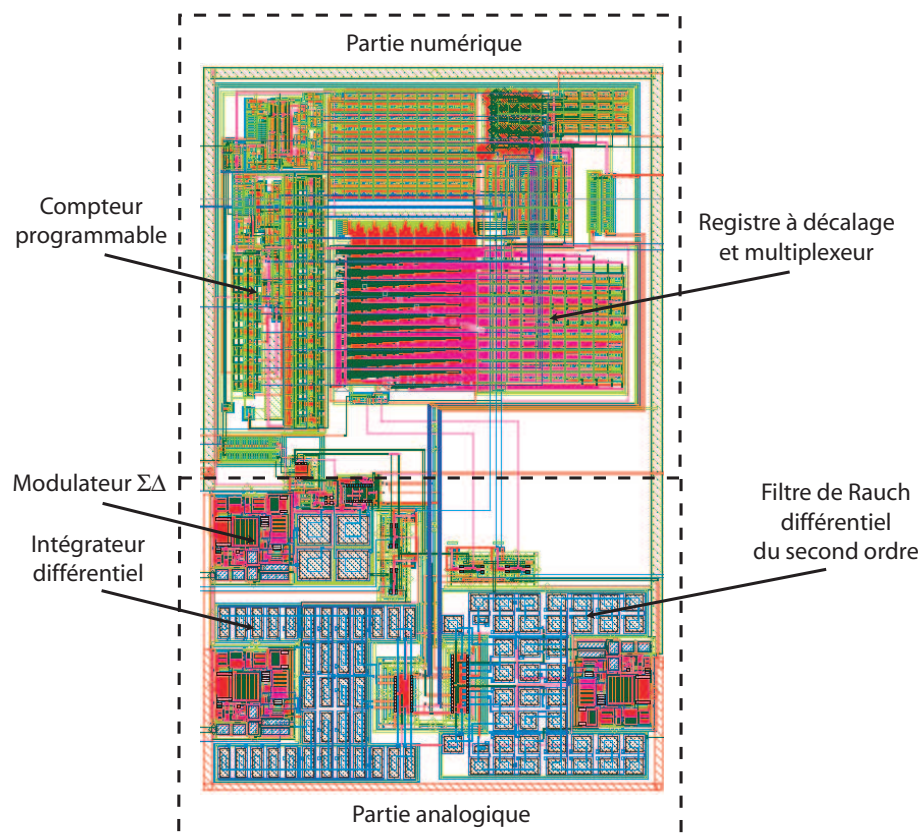 Partie numérique
Compteur
programmable
Registre à décalage
et multiplexeur
Modulateur ΣΔ
Intégrateur
différentiel
Filtre de Rauch
différentiel
du second ordre
Partie analogique